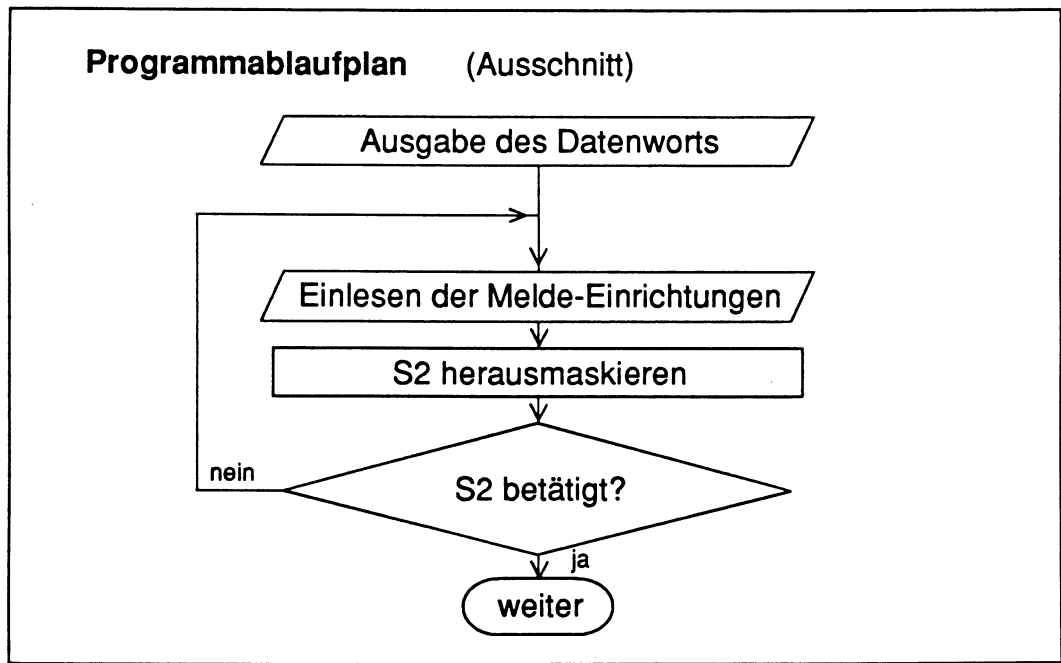 Programmablaufplan (Ausschnitt)
Ausgabe des Datenworts
Einlesen der Melde-Einrichtungen
S2 herausmaskieren
nein
S2 betätigt?
ja
weiter